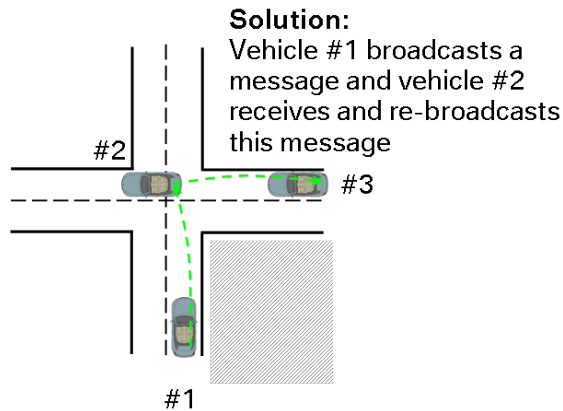 Solution:
Vehicle #1 broadcasts a
message and vehicle #2
receives and re-broadcasts
this message
#2
#3
#1